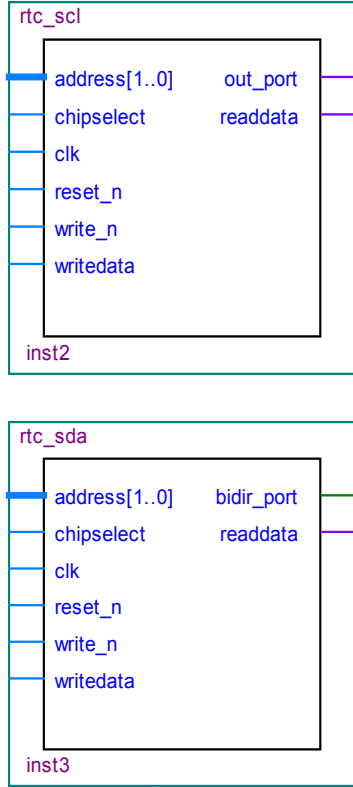 rtc_scl
address[1..0] out_port
chipselect readdata
clk
reset_n
write_n
writedata
inst2
rtc_sda
address[1..0] bidir_port
chipselect readdata
clk
reset_n
write_n
writedata
inst3